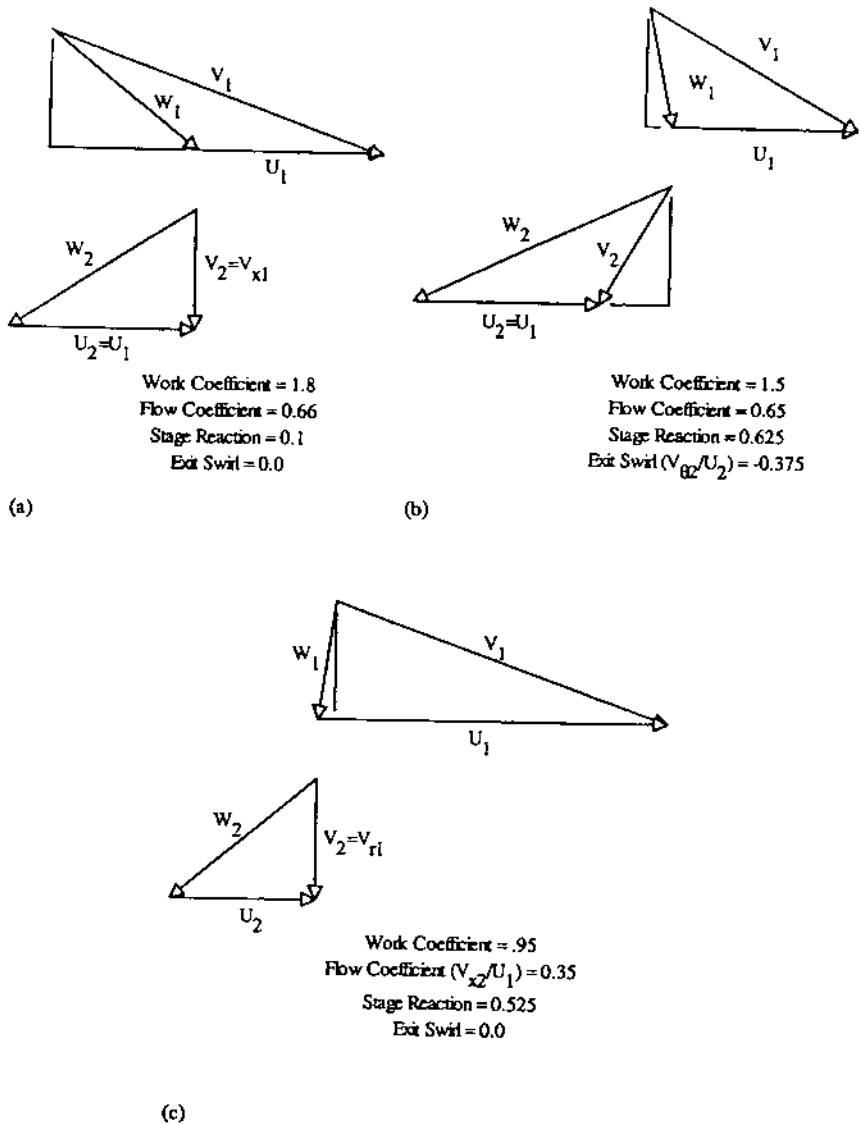 V1
W1
U1
W2
V2=Vx1
U2=U1
Work Coefficient = 1.8
Flow Coefficient = 0.66
Stage Reaction = 0.1
Exit Swirl = 0.0
(a)
V1
W1
U1
W2
V2
U2=U1
Work Coefficient = 1.5
Flow Coefficient = 0.65
Stage Reaction = 0.625
Exit Swirl (Vθ2/U2) = -0.375
(b)
W1
V1
U1
W2
V2=Vr1
U2
Work Coefficient = .95
Flow Coefficient (Vx2/U1) = 0.35
Stage Reaction = 0.525
Exit Swirl = 0.0
(c)